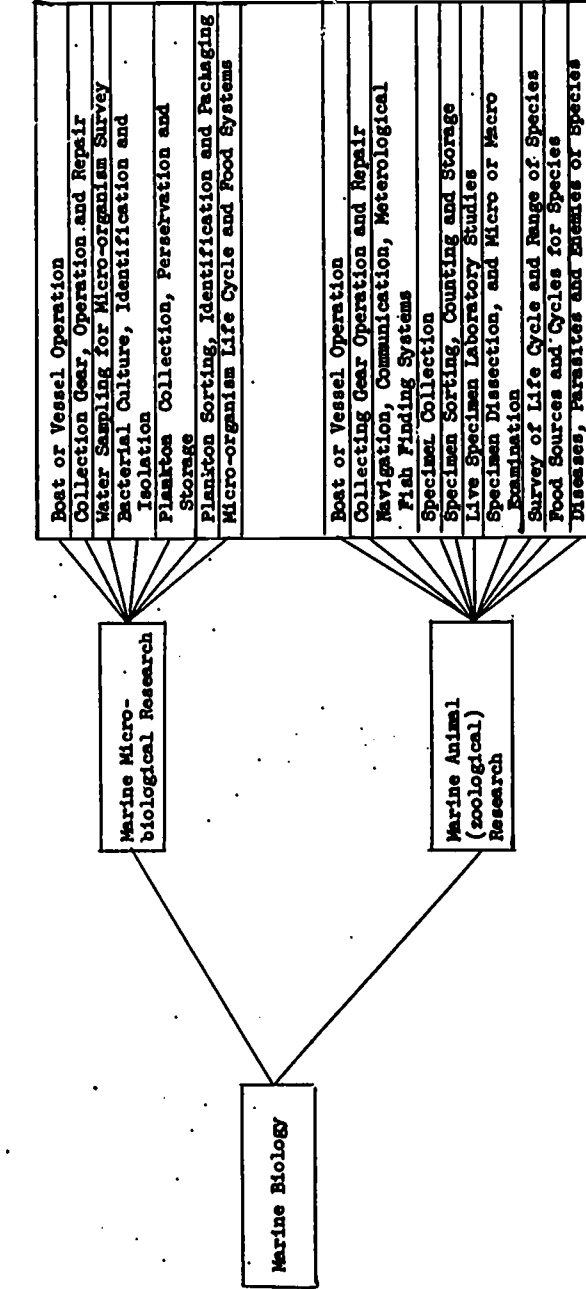 Marine Biology
Marine Micro-
biological Research
Boat or Vessel Operation
Collection Gear, Operation and Repair
Water Sampling for Micro-organism Survey
Bacterial Culture, Identification and
Isolation
Plankton Collection, Perservation and
Storage
Plankton Sorting, Identification and Packaging
Micro-organism Life Cycle and Food Systems
Marine Animal
(zoological)
Research
Boat or Vessel Operation
Collecting Gear Operation and Repair
Navigation, Communication, Meterological
Fish Finding Systems
Specimen Collection
Specimen Sorting, Counting and Storage
Live Specimen Laboratory Studies
Specimen Dissection, and Micro or Macro
Examination
Survey of Life Cycle and Range of Species
Food Sources and Cycles for Species
Diseases, Parasites and Enemies of Species